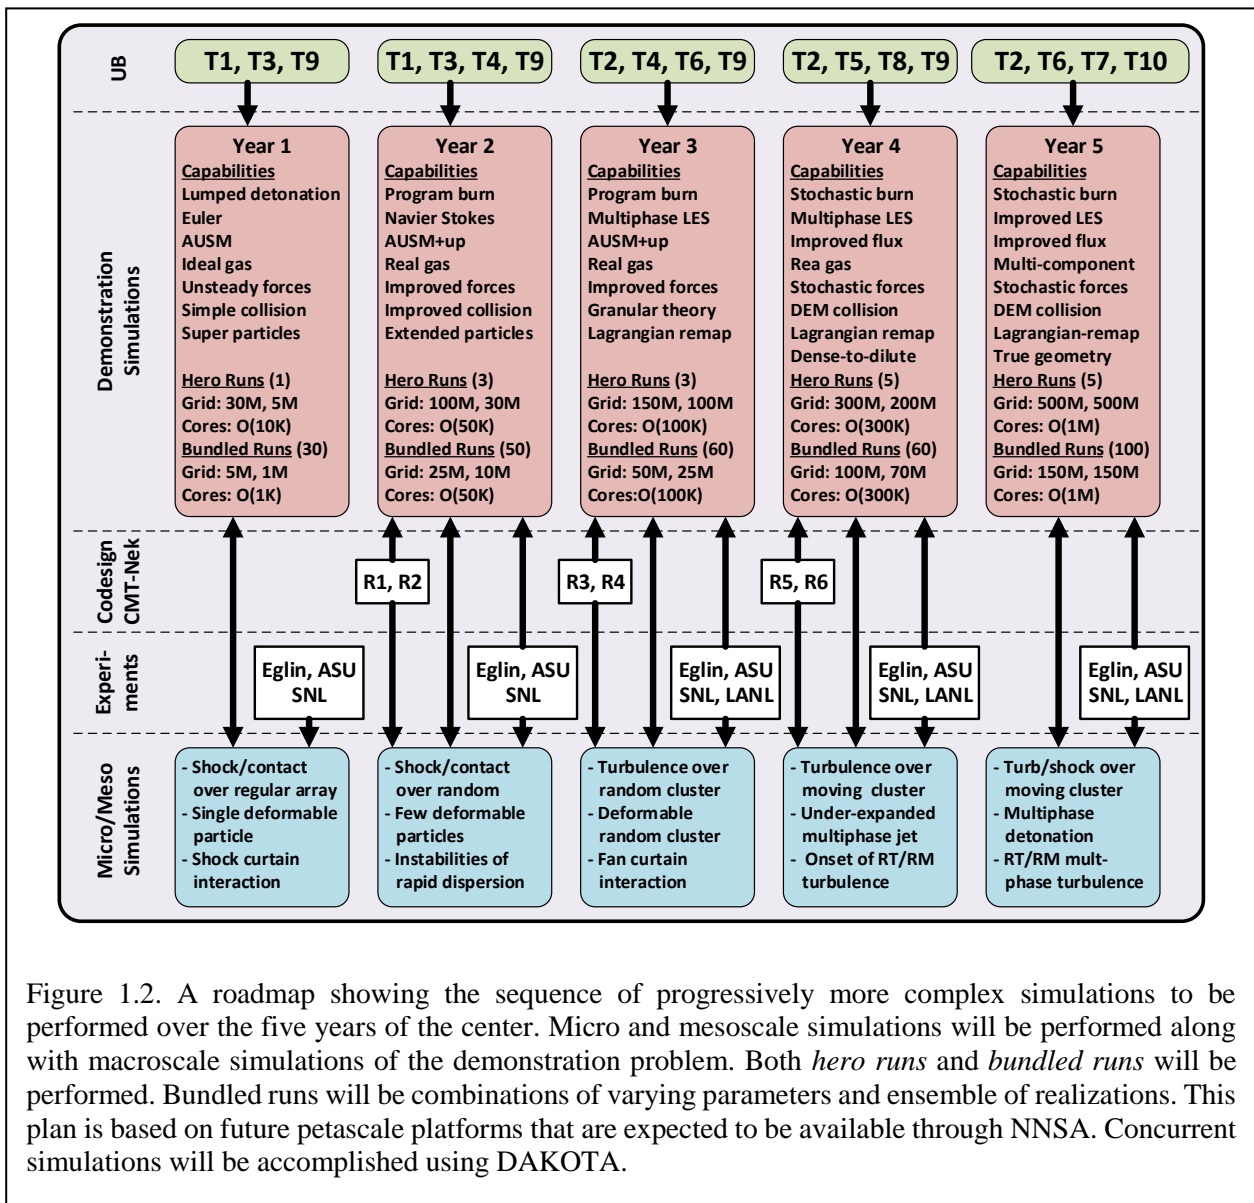 UB
T1, T3, T9
T1, T3, T4, T9
T2, T4, T6, T9
T2, T5, T8, T9
T2, T6, T7, T10
Demonstration
Simulations
Year 1
Capabilities
Lumped detonation
Euler
AUSM
Ideal gas
Unsteady forces
Simple collision
Super particles
Hero Runs (1)
Grid: 30M, 5M
Cores: O(10K)
Bundled Runs (30)
Grid: 5M, 1M
Cores: O(1K)
Year 2
Capabilities
Program burn
Navier Stokes
AUSM+up
Real gas
Improved forces
Improved collision
Extended particles
Hero Runs (3)
Grid: 100M, 30M
Cores: O(50K)
Bundled Runs (50)
Grid: 25M, 10M
Cores: O(50K)
Year 3
Capabilities
Program burn
Multiphase LES
AUSM+up
Real gas
Improved forces
Granular theory
Lagrangian remap
Hero Runs (3)
Grid: 150M, 100M
Cores: O(100K)
Bundled Runs (60)
Grid: 50M, 25M
Cores:O(100K)
Year 4
Capabilities
Stochastic burn
Multiphase LES
Improved flux
Rea gas
Stochastic forces
DEM collision
Lagrangian remap
Dense-to-dilute
Hero Runs (5)
Grid: 300M, 200M
Cores: O(300K)
Bundled Runs (60)
Grid: 100M, 70M
Cores: O(300K)
Year 5
Capabilities
Stochastic burn
Improved LES
Improved flux
Multi-component
Stochastic forces
DEM collision
Lagrangian-remap
True geometry
Hero Runs (5)
Grid: 500M, 500M
Cores: O(1M)
Bundled Runs (100)
Grid: 150M, 150M
Cores: O(1M)
Codesign
CMT-Nek
R1, R2
R3, R4
R5, R6
Experi-
ments
Eglin, ASU
SNL
Eglin, ASU
SNL
Eglin, ASU
SNL, LANL
Eglin, ASU
SNL, LANL
Eglin, ASU
SNL, LANL
Micro/Meso
Simulations
- Shock/contact
over regular array
- Single deformable
particle
- Shock curtain
interaction
- Shock/contact
over random
- Few deformable
particles
- Instabilities of
rapid dispersion
- Turbulence over
random cluster
- Deformable
random cluster
- Fan curtain
interaction
- Turbulence over
moving cluster
- Under-expanded
multiphase jet
- Onset of RT/RM
turbulence
- Turb/shock over
moving cluster
- Multiphase
detonation
- RT/RM mult-
phase turbulence
Figure 1.2. A roadmap showing the sequence of progressively more complex simulations to be
performed over the five years of the center. Micro and mesoscale simulations will be performed along
with macroscale simulations of the demonstration problem. Both hero runs and bundled runs will be
performed. Bundled runs will be combinations of varying parameters and ensemble of realizations. This
plan is based on future petascale platforms that are expected to be available through NNSA. Concurrent
simulations will be accomplished using DAKOTA.